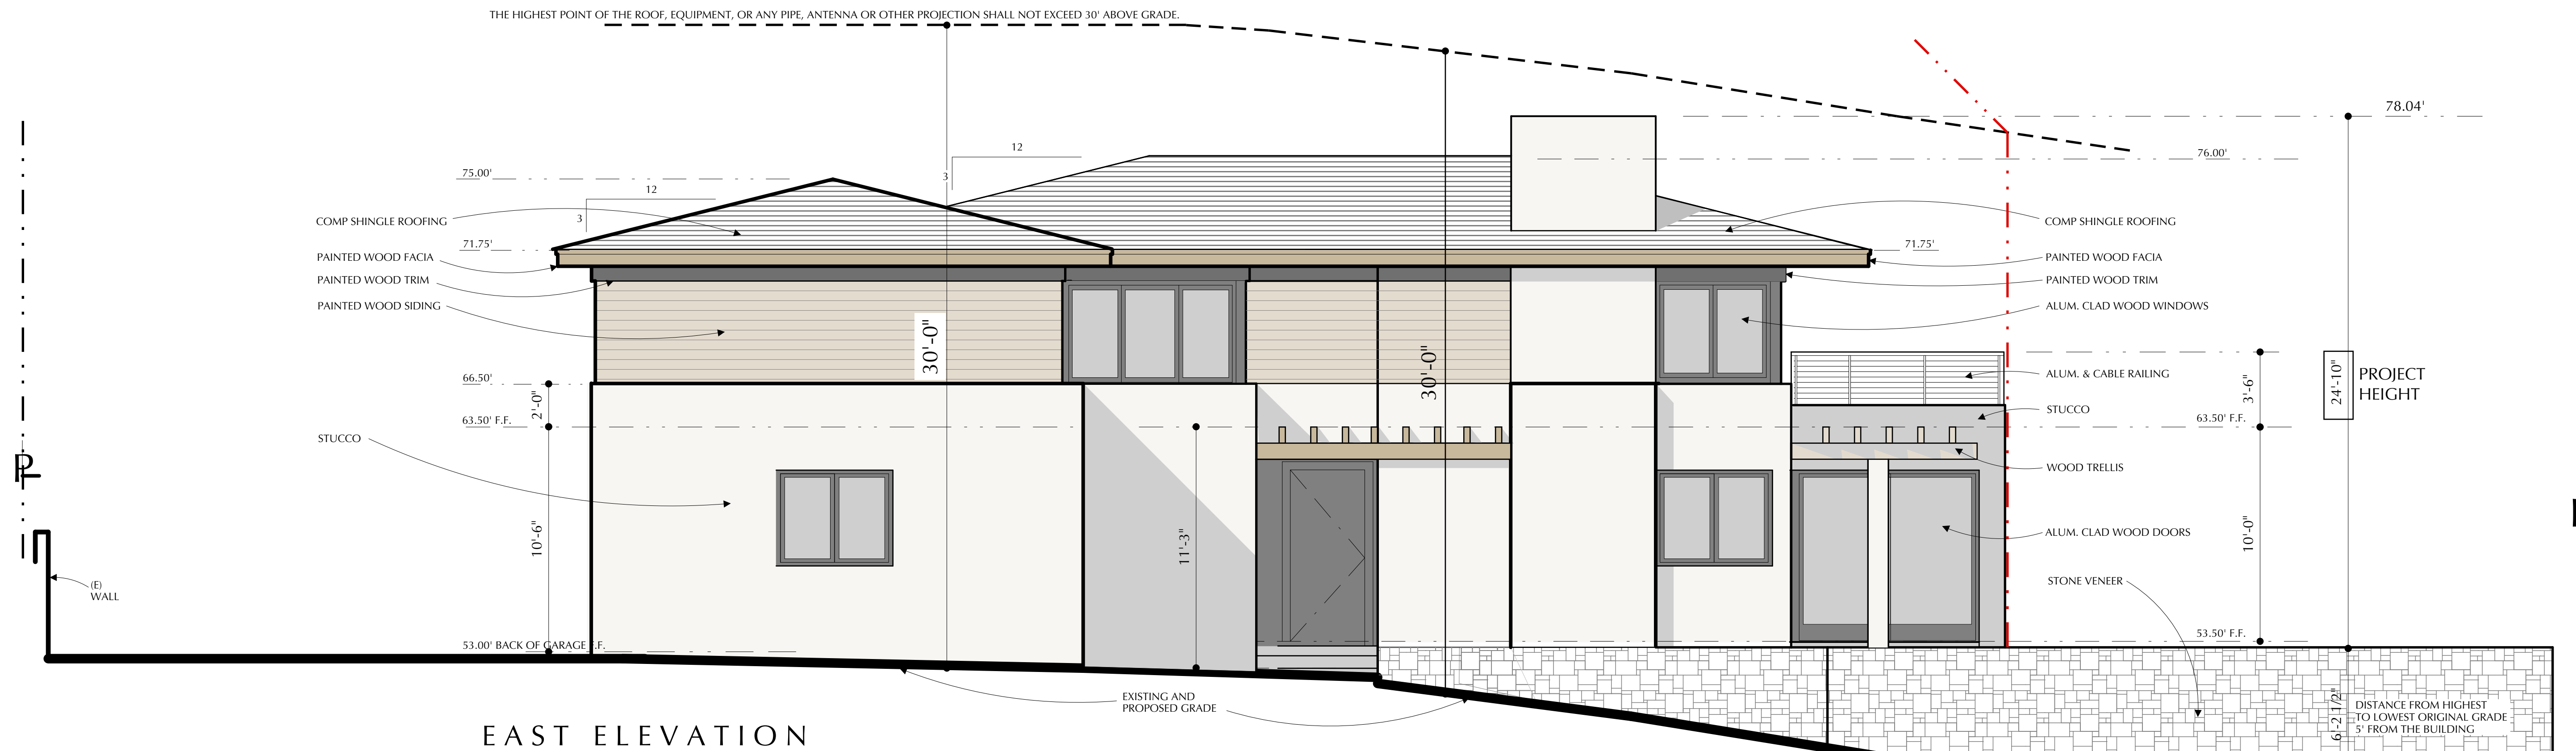 THE HIGHEST POINT OF THE ROOF, EQUIPMENT, OR ANY PIPE, ANTENNA OR OTHER PROJECTION SHALL NOT EXCEED 30' ABOVE GRADE.
78.04'
12
3
76.00'
75.00'
12
3
COMP SHINGLE ROOFING
COMP SHINGLE ROOFING
71.75'
71.75'
PAINTED WOOD FACIA
PAINTED WOOD FACIA
PAINTED WOOD TRIM
PAINTED WOOD TRIM
PAINTED WOOD SIDING
ALUM. CLAD WOOD WINDOWS
30'-0"
30'-0"
66.50'
2'-0"
63.50' F.F.
ALUM. & CABLE RAILING
3'-6"
24'-10"
PROJECT
HEIGHT
STUCCO
63.50' F.F.
STUCCO
PL
WOOD TRELLIS
10'-6"
11'-3"
ALUM. CLAD WOOD DOORS
10'-0"
(E)
WALL
STONE VENEER
53.00' BACK OF GARAGE F.F.
53.50' F.F.
EXISTING AND
PROPOSED GRADE
6'-2 1/2"
DISTANCE FROM HIGHEST
TO LOWEST ORIGINAL GRADE
5' FROM THE BUILDING
EAST ELEVATION